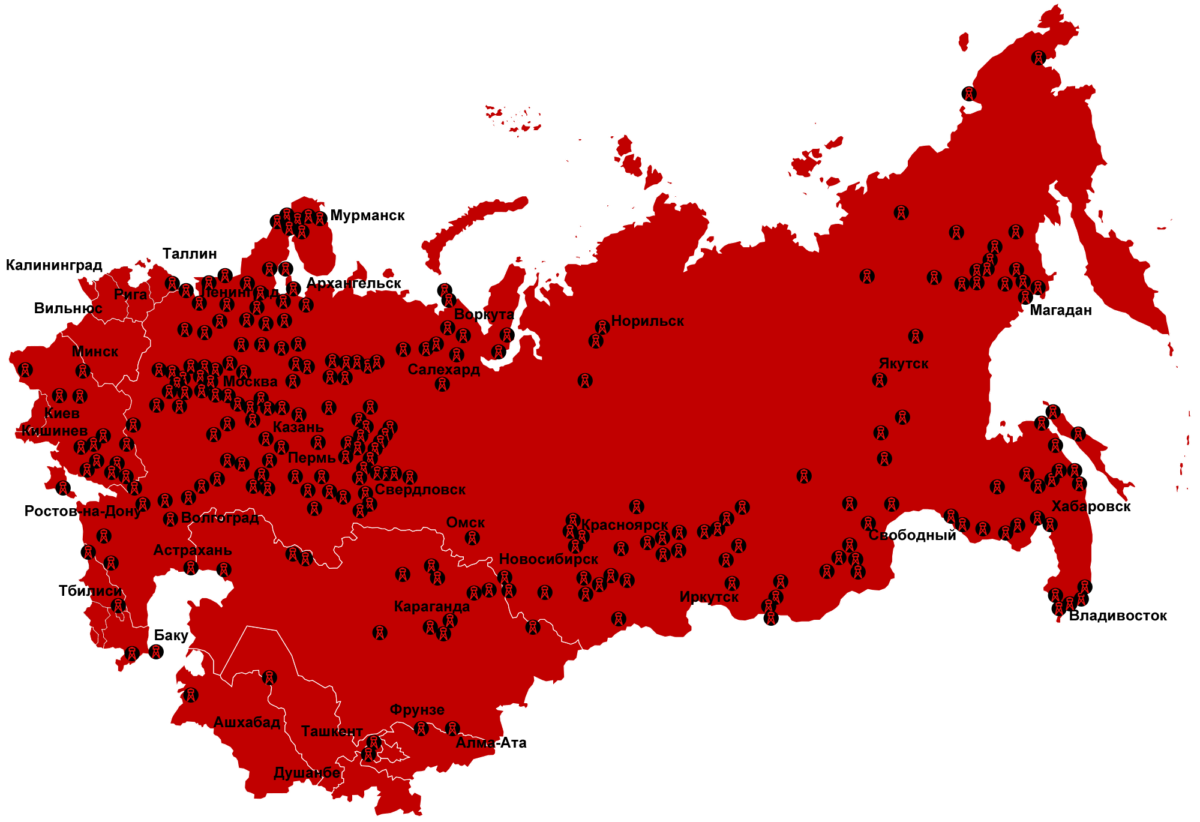 Мурманск
Таллин
Калининград
Архангельск
Рига
Ленинград
Вильнюс
Воркута
Норильск
Магадан
Минск
Салехард
Якутск
Москва
Киев
Казань
Кишинев
Пермь
Свердловск
Ростов-на-Дону
Хабаровск
Волгоград
Омск
Красноярск
Свободный
Астрахань
Новосибирск
Тбилиси
Иркутск
Караганда
Владивосток
Баку
Фрунзе
Ашхабад
Ташкент
Алма-Ата
Душанбе